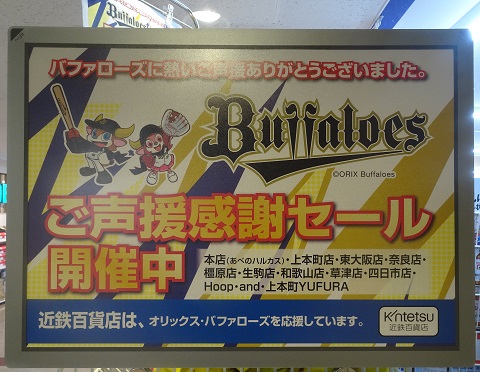 Buffaloes
バファローズに熱いご声援ありがとうございました。
Buffaloes
©ORIX Buffaloes
ご声援感謝セール
開催中
本店(あべのハルカス)・上本町店・東大阪店・奈良店・
橿原店・生駒店・和歌山店・草津店・四日市店・
Hoop・and・上本町YUFURA
近鉄百貨店は、オリックス・バファローズを応援しています。
Kintetsu
近鉄百貨店